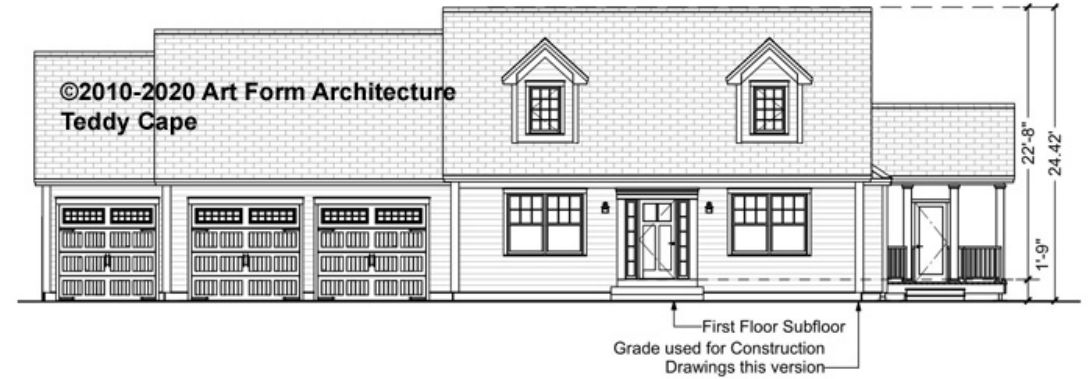 ©2010-2020 Art Form Architecture
Teddy Cape
22'-8"
24.42'
1'-9"
First Floor Subfloor
Grade used for Construction
Drawings this version